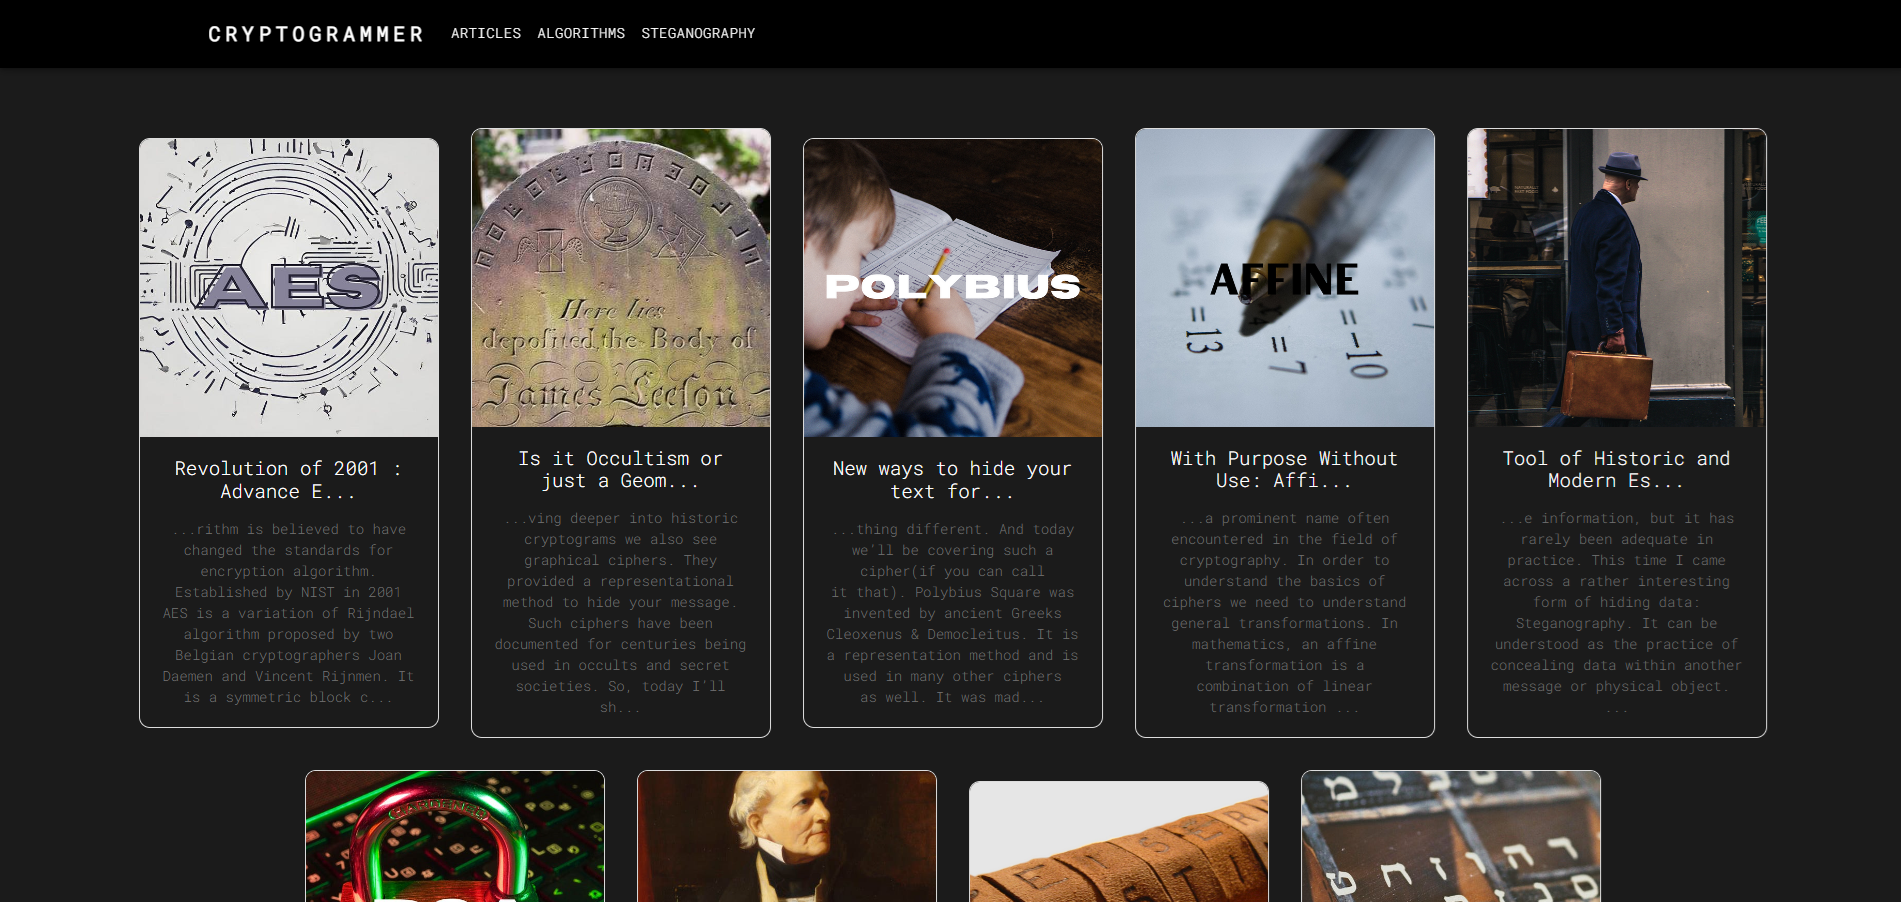 CRYPTOGRAMMER
ARTICLES
ALGORITHMS
STEGANOGRAPHY
AES
Revolution of 2001 :
Advance E...
...rithm is believed to have
changed the standards for
encryption algorithm.
Established by NIST in 2001
AES is a variation of Rijndael
algorithm proposed by two
Belgian cryptographers Joan
Daemen and Vincent Rijnmen. It
is a symmetric block c...
Here lies
depoſited the Body of
James Leeſon
Is it Occultism or
just a Geom...
...ving deeper into historic
cryptograms we also see
graphical ciphers. They
provided a representational
method to hide your message.
Such ciphers have been
documented for centuries being
used in occults and secret
societies. So, today I'll
sh...
POLYBIUS
New ways to hide your
text for...
...thing different. And today
we'll be covering such a
cipher(if you can call
it that). Polybius Square was
invented by ancient Greeks
Cleoxenus & Democleitus. It is
a representation method and is
used in many other ciphers
as well. It was mad...
AFFINE
=13
=7
=-10
With Purpose Without
Use: Affi...
...a prominent name often
encountered in the field of
cryptography. In order to
understand the basics of
ciphers we need to understand
general transformations. In
mathematics, an affine
transformation is a
combination of linear
transformation ...
Tool of Historic and
Modern Es...
...e information, but it has
rarely been adequate in
practice. This time I came
across a rather interesting
form of hiding data:
Steganography. It can be
understood as the practice of
concealing data within another
message or physical object.
...